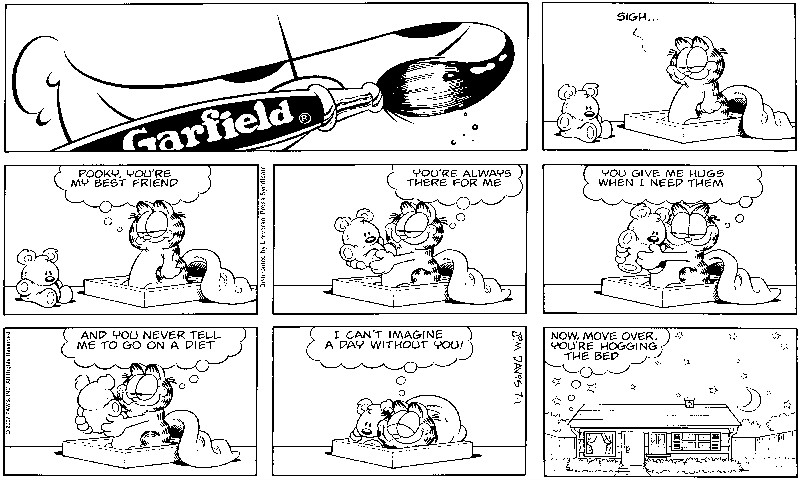 Garfield®
SIGH...
POOKY, YOU'RE
MY BEST FRIEND
YOU'RE ALWAYS
THERE FOR ME
YOU GIVE ME HUGS
WHEN I NEED THEM
AND YOU NEVER TELL
ME TO GO ON A DIET
I CAN'T IMAGINE
A DAY WITHOUT YOU!
JIM DAVIS 7-1
NOW, MOVE OVER.
YOU'RE HOGGING
THE BED